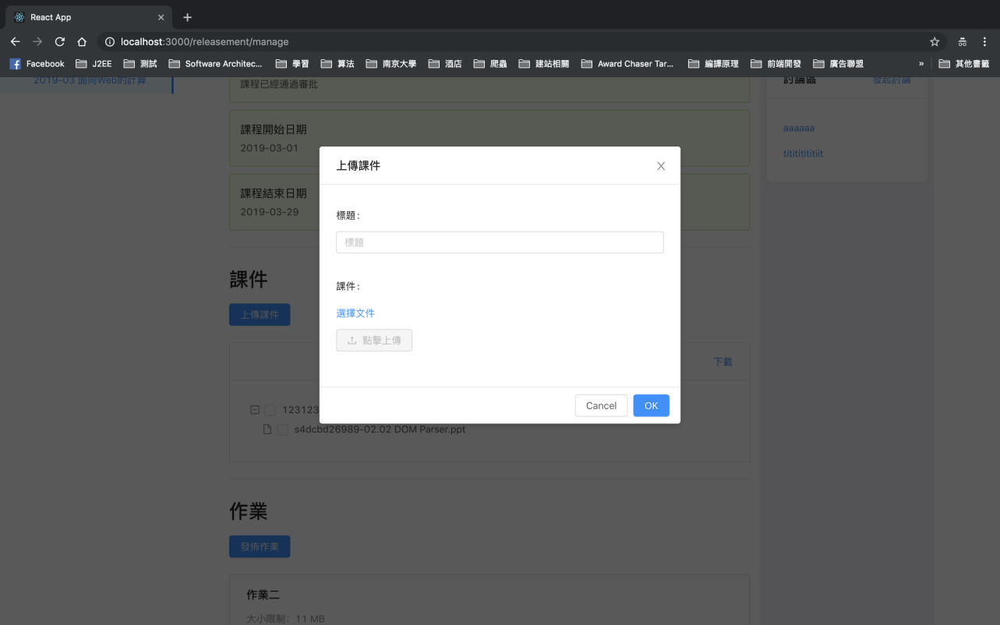 React App
localhost:3000/releasement/manage
Facebook J2EE 測試 Software Architec... 學習 算法 南京大學 酒店 爬蟲 建站相關 Award Chaser Tar... 編譯原理 前端開發 廣告聯盟 » 其他書籤
2019-03 面向Web的計算
課程已經通過審批
討論區 發起討論
課程開始日期
2019-03-01
aaaaaa
titititititiit
上傳課件
課程結束日期
2019-03-29
標題:
標題
課件
上傳課件
課件:
選擇文件
點擊上傳
下載
Cancel OK
123123
s4dcbd26989-02.02 DOM Parser.ppt
作業
發佈作業
作業二
大小限制: 11 MB